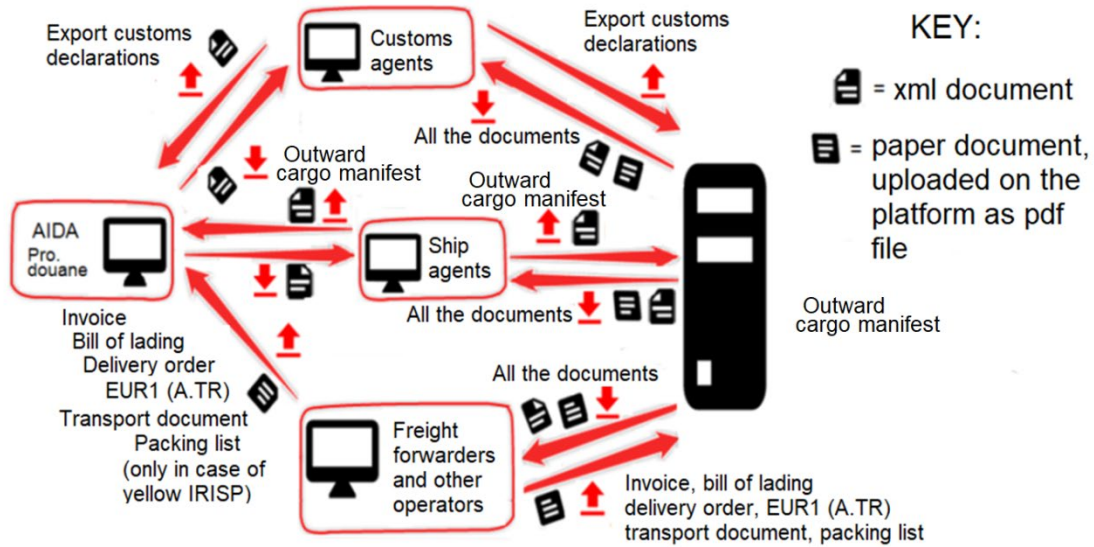 Export customs
declarations
Customs
agents
Export customs
declarations
KEY:
= xml document
= paper document,
uploaded on the
platform as pdf
file
All the documents
Outward
cargo manifest
Outward
cargo manifest
AIDA
Pro.
douane
Ship
agents
All the documents
Outward
cargo manifest
Invoice
Bill of lading
Delivery order
EUR1 (A.TR)
Transport document
Packing list
(only in case of
yellow IRISP)
All the documents
Freight
forwarders
and other
operators
Invoice, bill of lading
delivery order, EUR1 (A.TR)
transport document, packing list